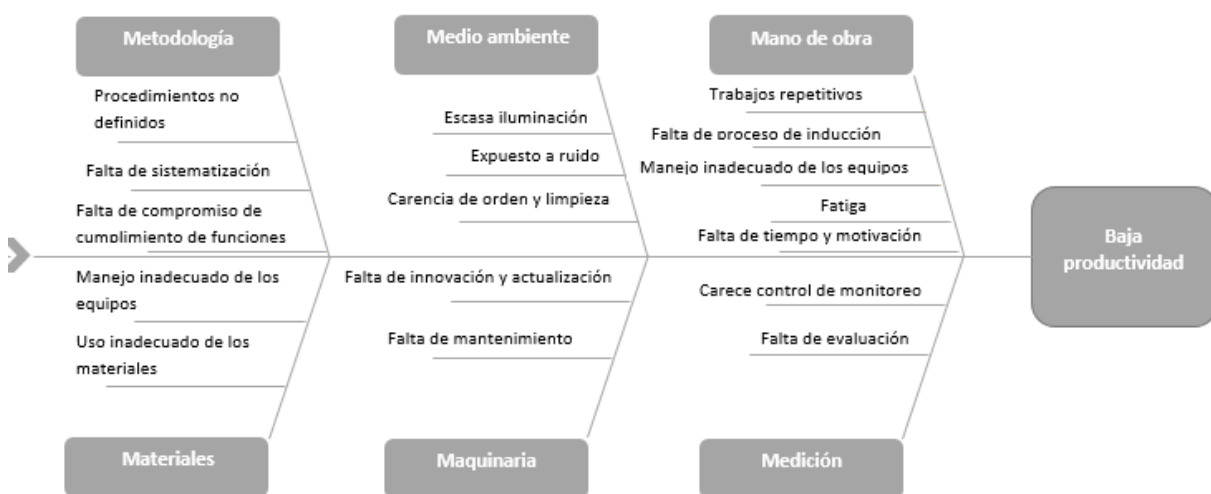 Metodología
Medio ambiente
Mano de obra
Procedimientos no
definidos
Falta de sistematización
Falta de compromiso de
cumplimiento de funciones
Escasa iluminación
Expuesto a ruido
Carencia de orden y limpieza
Trabajos repetitivos
Falta de proceso de inducción
Manejo inadecuado de los equipos
Fatiga
Falta de tiempo y motivación
Baja
productividad
Manejo inadecuado de los
equipos
Uso inadecuado de los
materiales
Falta de innovación y actualización
Falta de mantenimiento
Carece control de monitoreo
Falta de evaluación
Materiales
Maquinaria
Medición